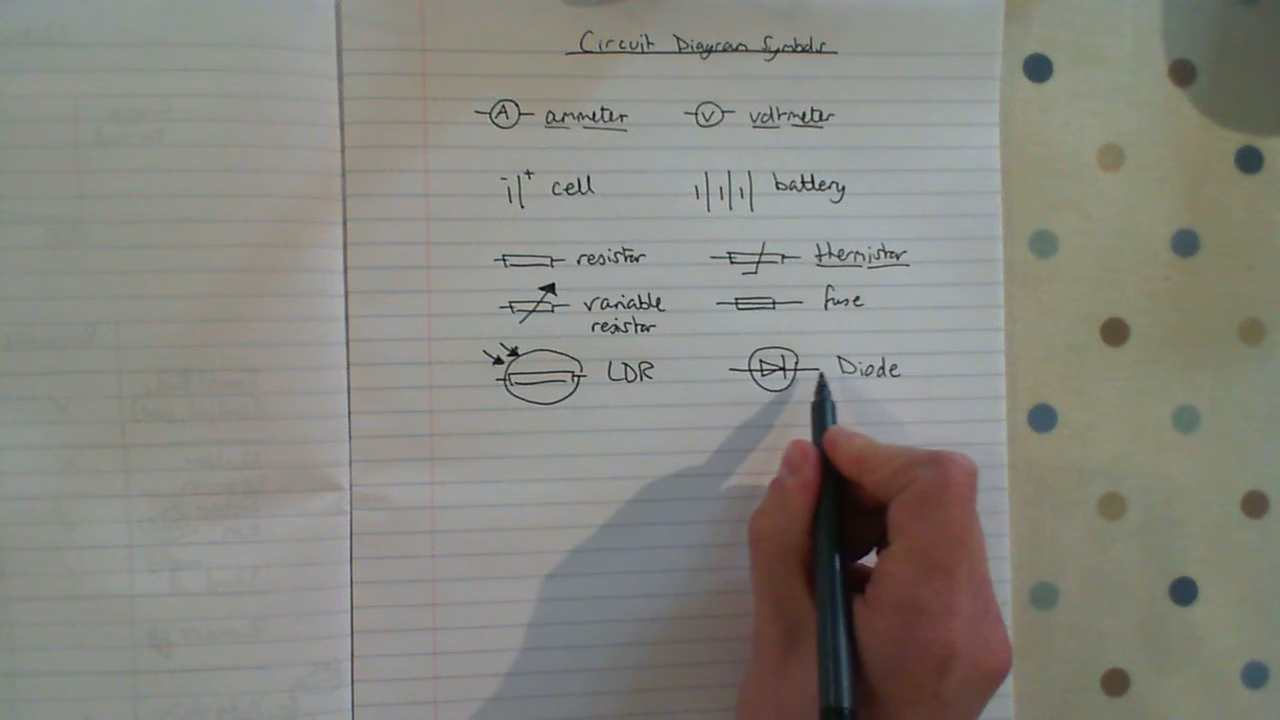 Circuit Diagram Symbols
A ammeter V voltmeter
+ cell battery
resistor thermistor
variable fuse
resistor
LDR Diode